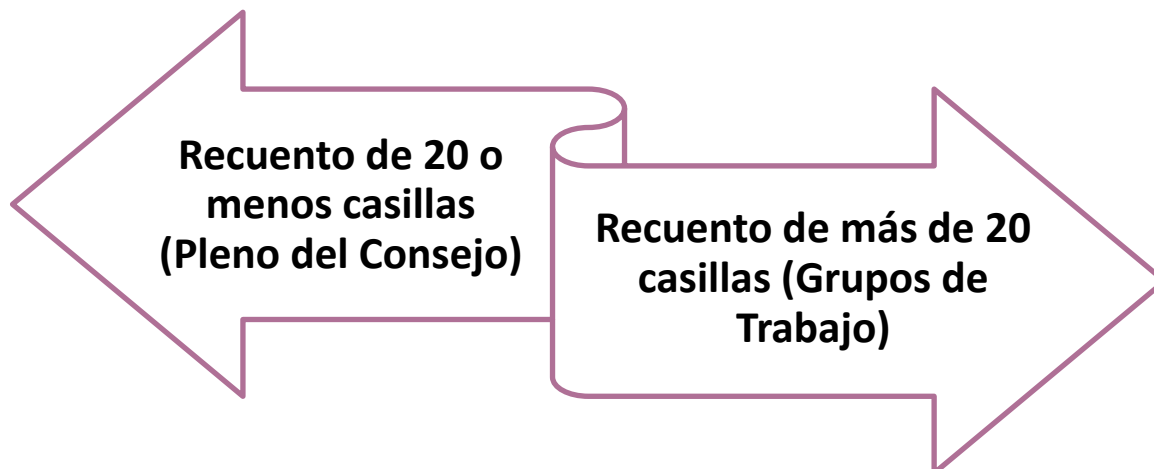 Recuento de 20 o
menos casillas
(Pleno del Consejo)
Recuento de más de 20
casillas (Grupos de
Trabajo)